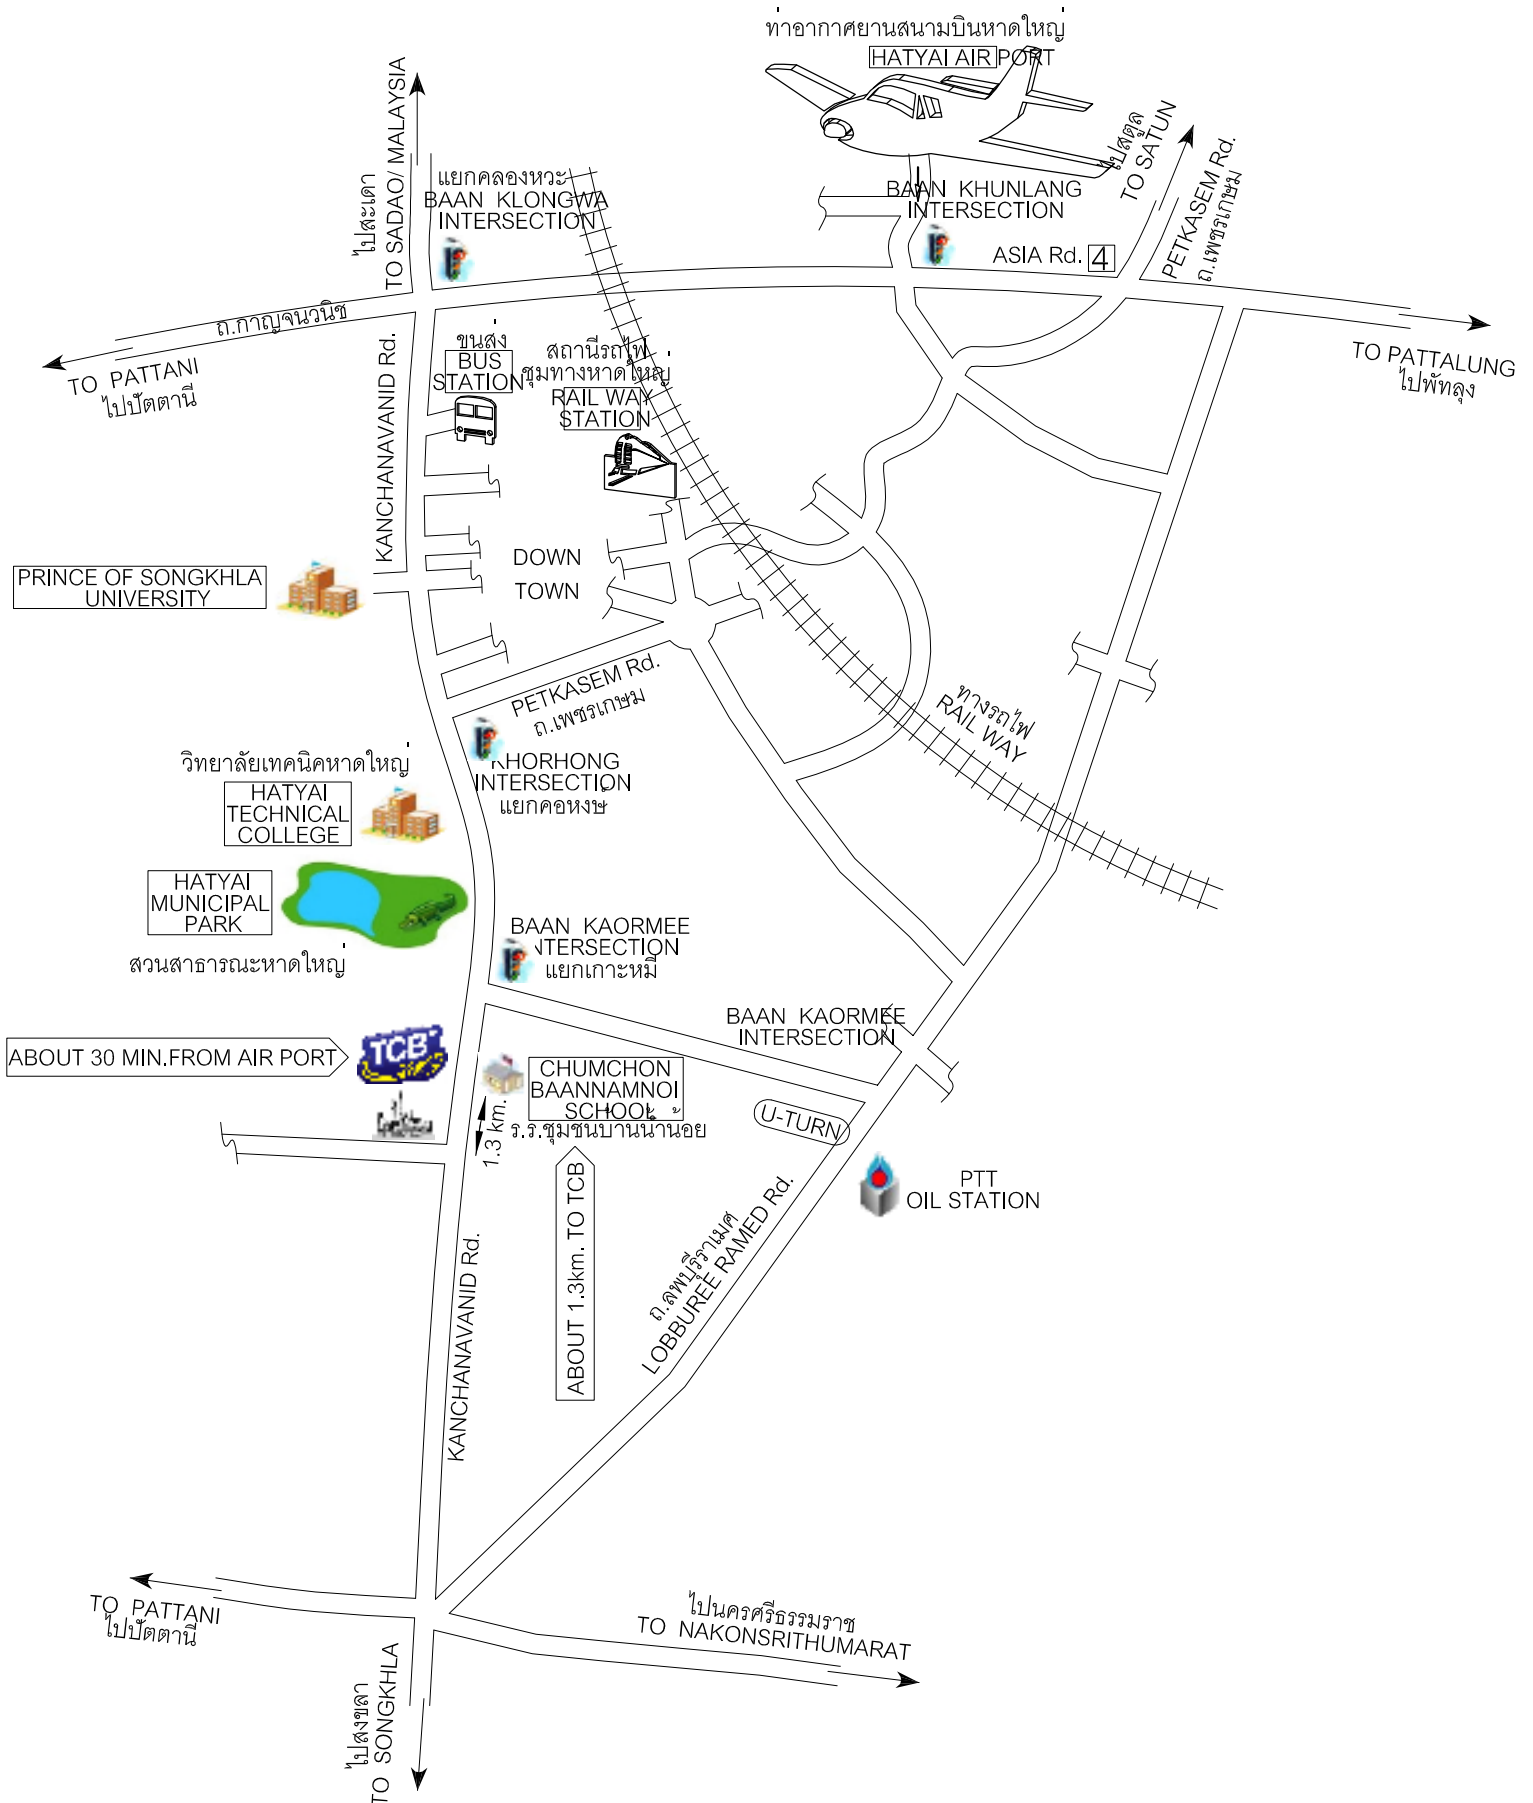 ท่าอากาศยานสนามบินหาดใหญ่
HATYAI AIR PORT
ไปสะเดา
TO SADAO/ MALAYSIA
แยกคลองหวะ
BAAN KLONGWA
INTERSECTION
BAAN KHUNLANG
INTERSECTION
ไปสตูล
TO SATUN
PETKASEM Rd.
ถ.เพชรเกษม
ASIA Rd. 4
ถ.กาญจนวนิช
TO PATTANI
ไปปัตตานี
KANCHANAVANID Rd.
ขนส่ง
BUS
STATION
สถานีรถไฟ
ชุมทางหาดใหญ่
RAIL WAY
STATION
TO PATTALUNG
ไปพัทลุง
DOWN
TOWN
PRINCE OF SONGKHLA
UNIVERSITY
PETKASEM Rd.
ถ.เพชรเกษม
ทางรถไฟ
RAIL WAY
KHORHONG
INTERSECTION
แยกคอหงษ์
วิทยาลัยเทคนิคหาดใหญ่
HATYAI
TECHNICAL
COLLEGE
HATYAI
MUNICIPAL
PARK
สวนสาธารณะหาดใหญ่
BAAN KAORMEE
INTERSECTION
แยกเกาะหมี
BAAN KAORMEE
INTERSECTION
ABOUT 30 MIN.FROM AIR PORT
TCB
CHUMCHON
BAANNAMNOI
SCHOOL
ร.ร.ชุมชนบ้านน้ำน้อย
1.3 km.
U-TURN
PTT
OIL STATION
ABOUT 1.3km. TO TCB
ถ.ลพบุรีราเมศ
LOBBUREE RAMED Rd.
KANCHANAVANID Rd.
TO PATTANI
ไปปัตตานี
ไปนครศรีธรรมราช
TO NAKONSRITHUMARAT
ไปสงขลา
TO SONGKHLA